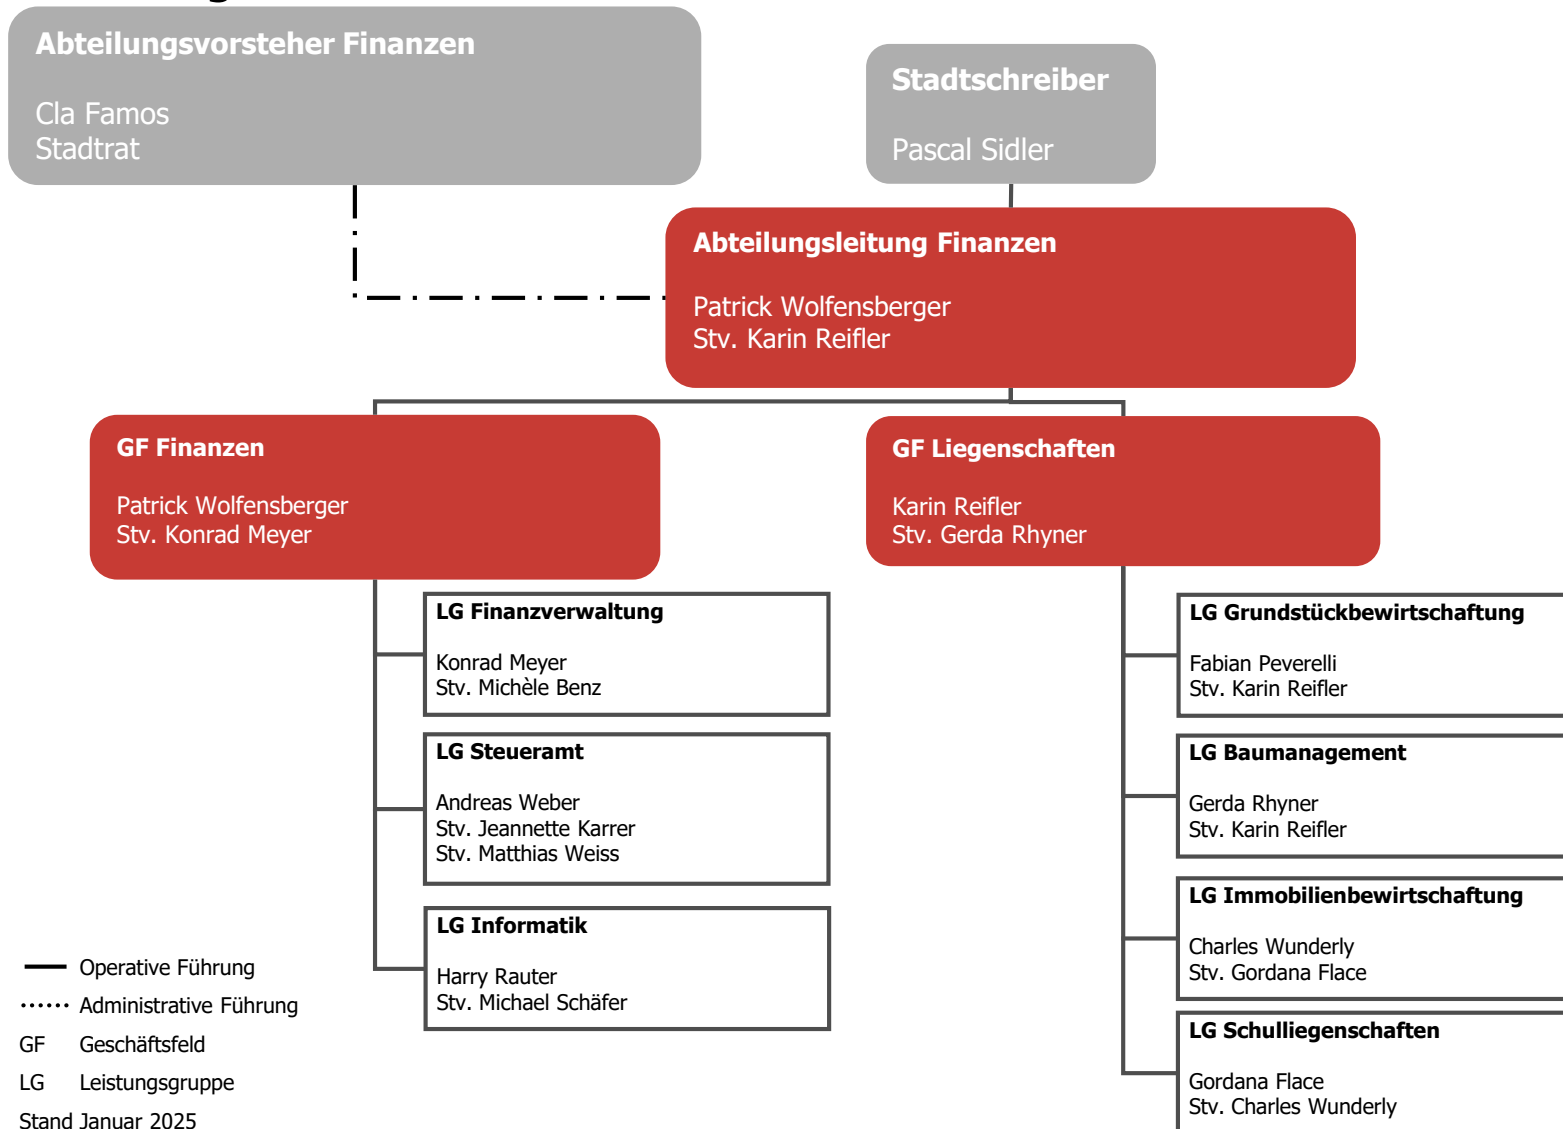 Abteilungsvorsteher Finanzen
Cla Famos
Stadtrat
Stadtschreiber
Pascal Sidler
Abteilungsleitung Finanzen
Patrick Wolfensberger
Stv. Karin Reifler
GF Finanzen
Patrick Wolfensberger
Stv. Konrad Meyer
GF Liegenschaften
Karin Reifler
Stv. Gerda Rhyner
LG Finanzverwaltung
Konrad Meyer
Stv. Michèle Benz
LG Steueramt
Andreas Weber
Stv. Jeannette Karrer
Stv. Matthias Weiss
LG Informatik
Harry Rauter
Stv. Michael Schäfer
LG Grundstückbewirtschaftung
Fabian Peverelli
Stv. Karin Reifler
LG Baumanagement
Gerda Rhyner
Stv. Karin Reifler
LG Immobilienbewirtschaftung
Charles Wunderly
Stv. Gordana Flace
LG Schulliegenschaften
Gordana Flace
Stv. Charles Wunderly
Operative Führung
Administrative Führung
GF Geschäftsfeld
LG Leistungsgruppe
Stand Januar 2025